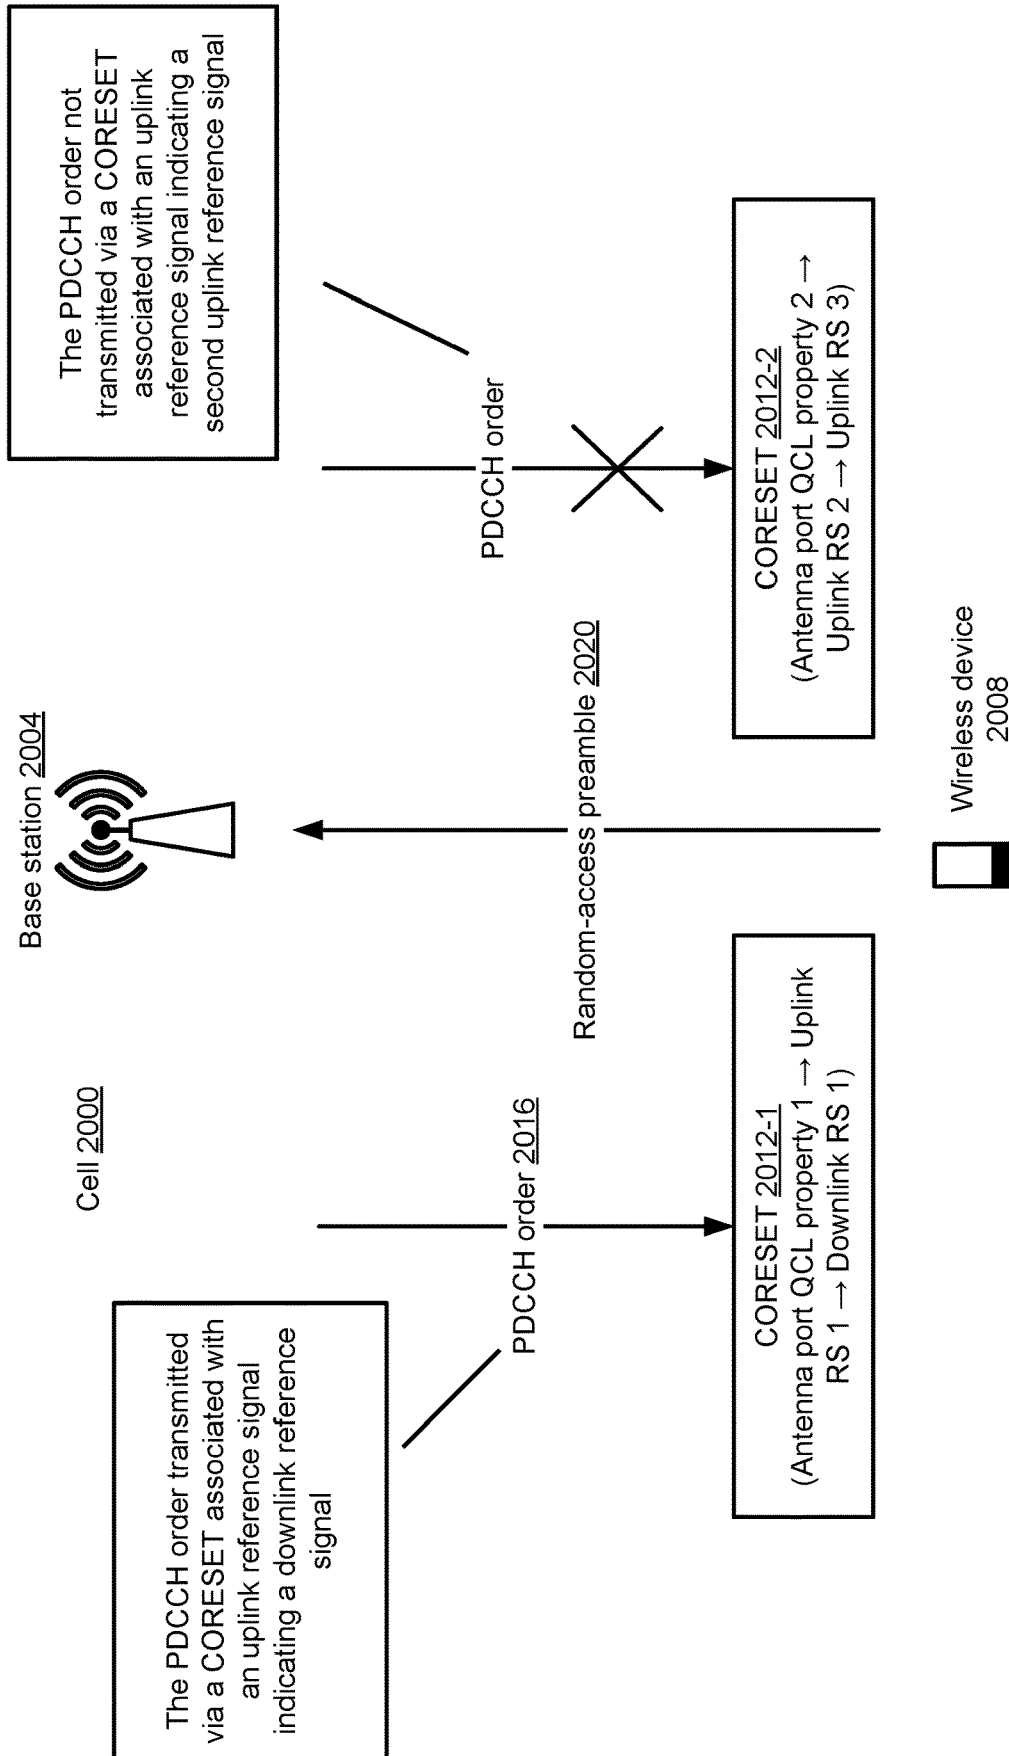 Cell 2000
Base station 2004
The PDCCH order transmitted
via a CORESET associated with
an uplink reference signal
indicating a downlink reference
signal
The PDCCH order not
transmitted via a CORESET
associated with an uplink
reference signal indicating a
second uplink reference signal
PDCCH order 2016
Random-access preamble 2020
PDCCH order
CORESET 2012-1
(Antenna port QCL property 1 → Uplink
RS 1 → Downlink RS 1)
CORESET 2012-2
(Antenna port QCL property 2 →
Uplink RS 2 → Uplink RS 3)
Wireless device
2008